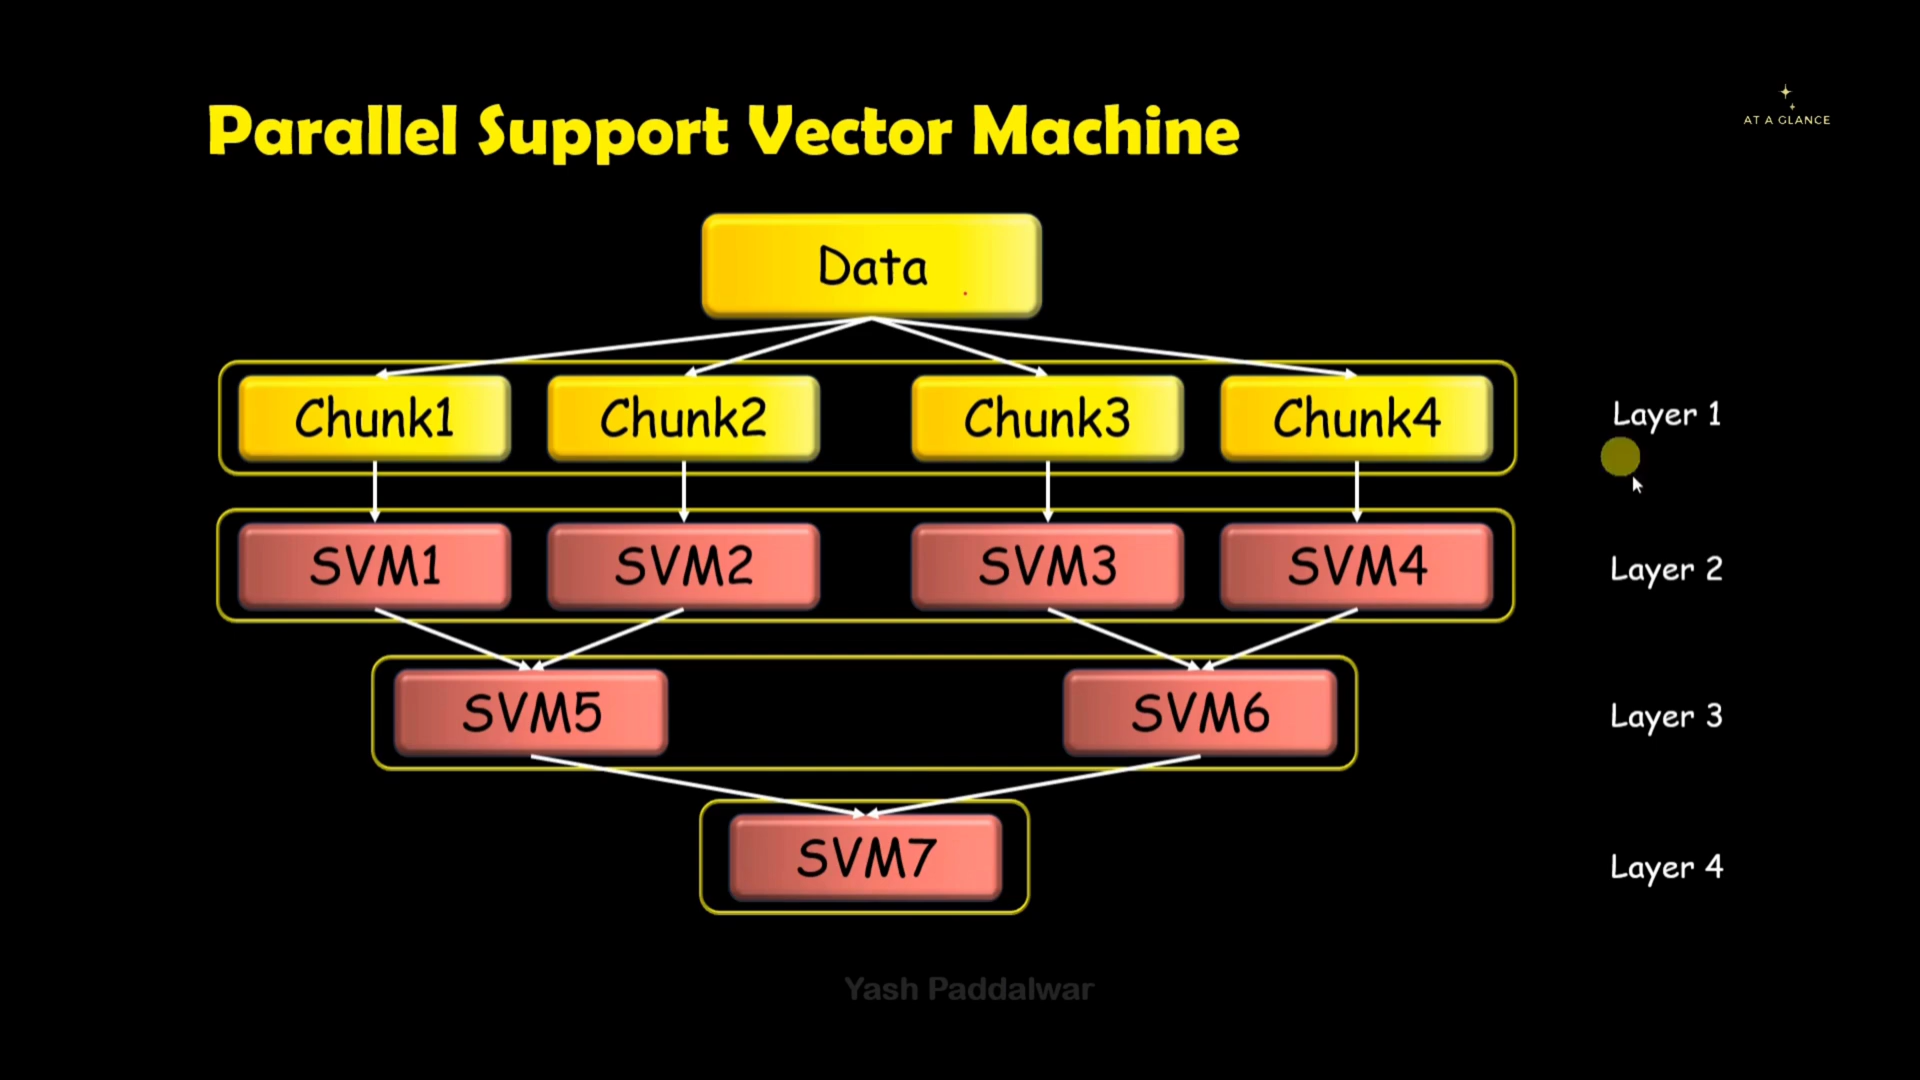 Parallel Support Vector Machine
AT A GLANCE
Data
Chunk1
Chunk2
Chunk3
Chunk4
Layer 1
SVM1
SVM2
SVM3
SVM4
Layer 2
SVM5
SVM6
Layer 3
SVM7
Layer 4
Yash Paddalwar